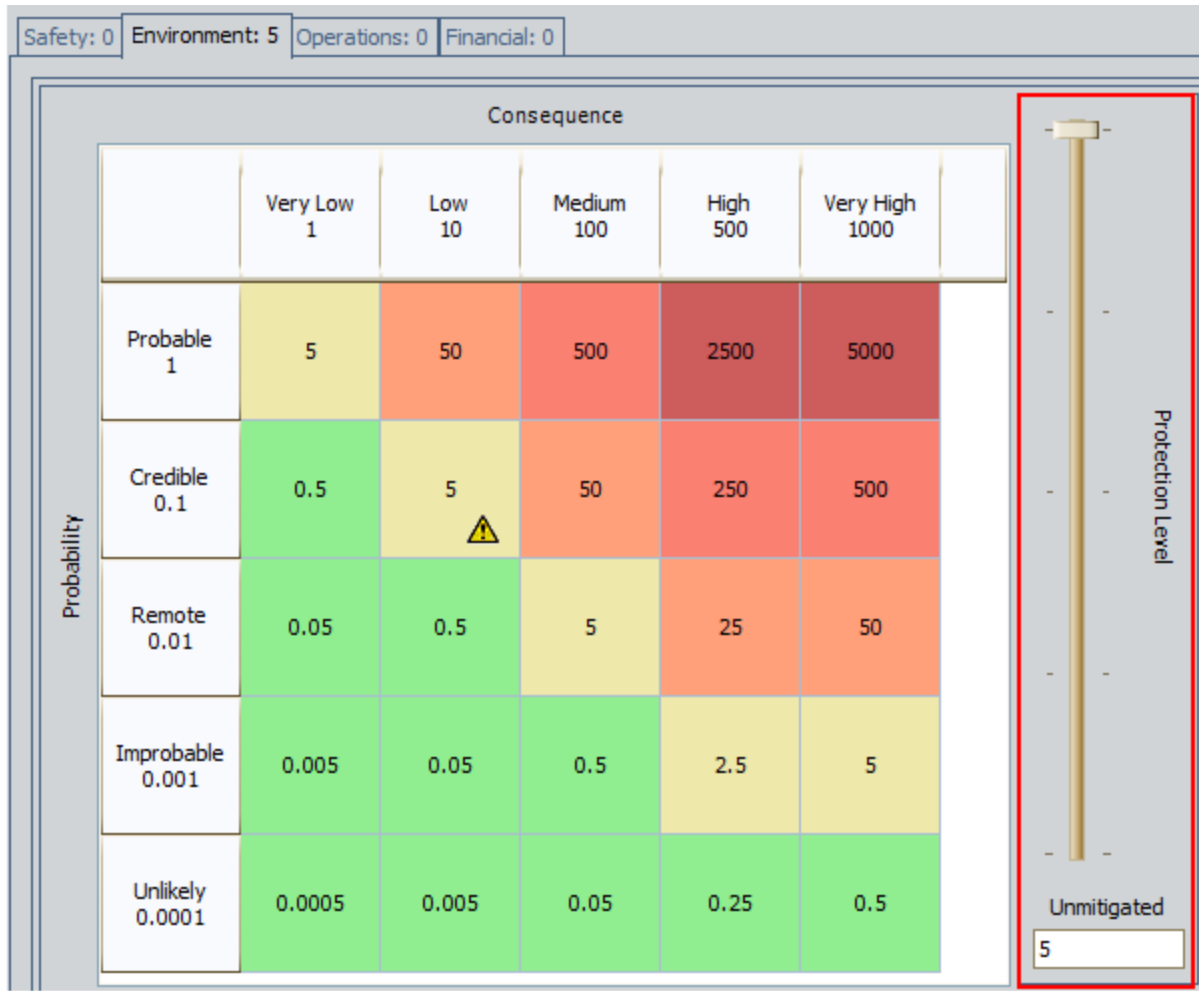 Safety: 0 Environment: 5 Operations: 0 Financial: 0
Consequence
Very Low Low Medium High Very High
1 10 100 500 1000
Probable
1
5 50 500 2500 5000
Credible
0.1
0.5 5 50 250 500
Remote
0.01
0.05 0.5 5 25 50
Improbable
0.001
0.005 0.05 0.5 2.5 5
Unlikely
0.0001
0.0005 0.005 0.05 0.25 0.5
Probability
Protection Level
Unmitigated
5